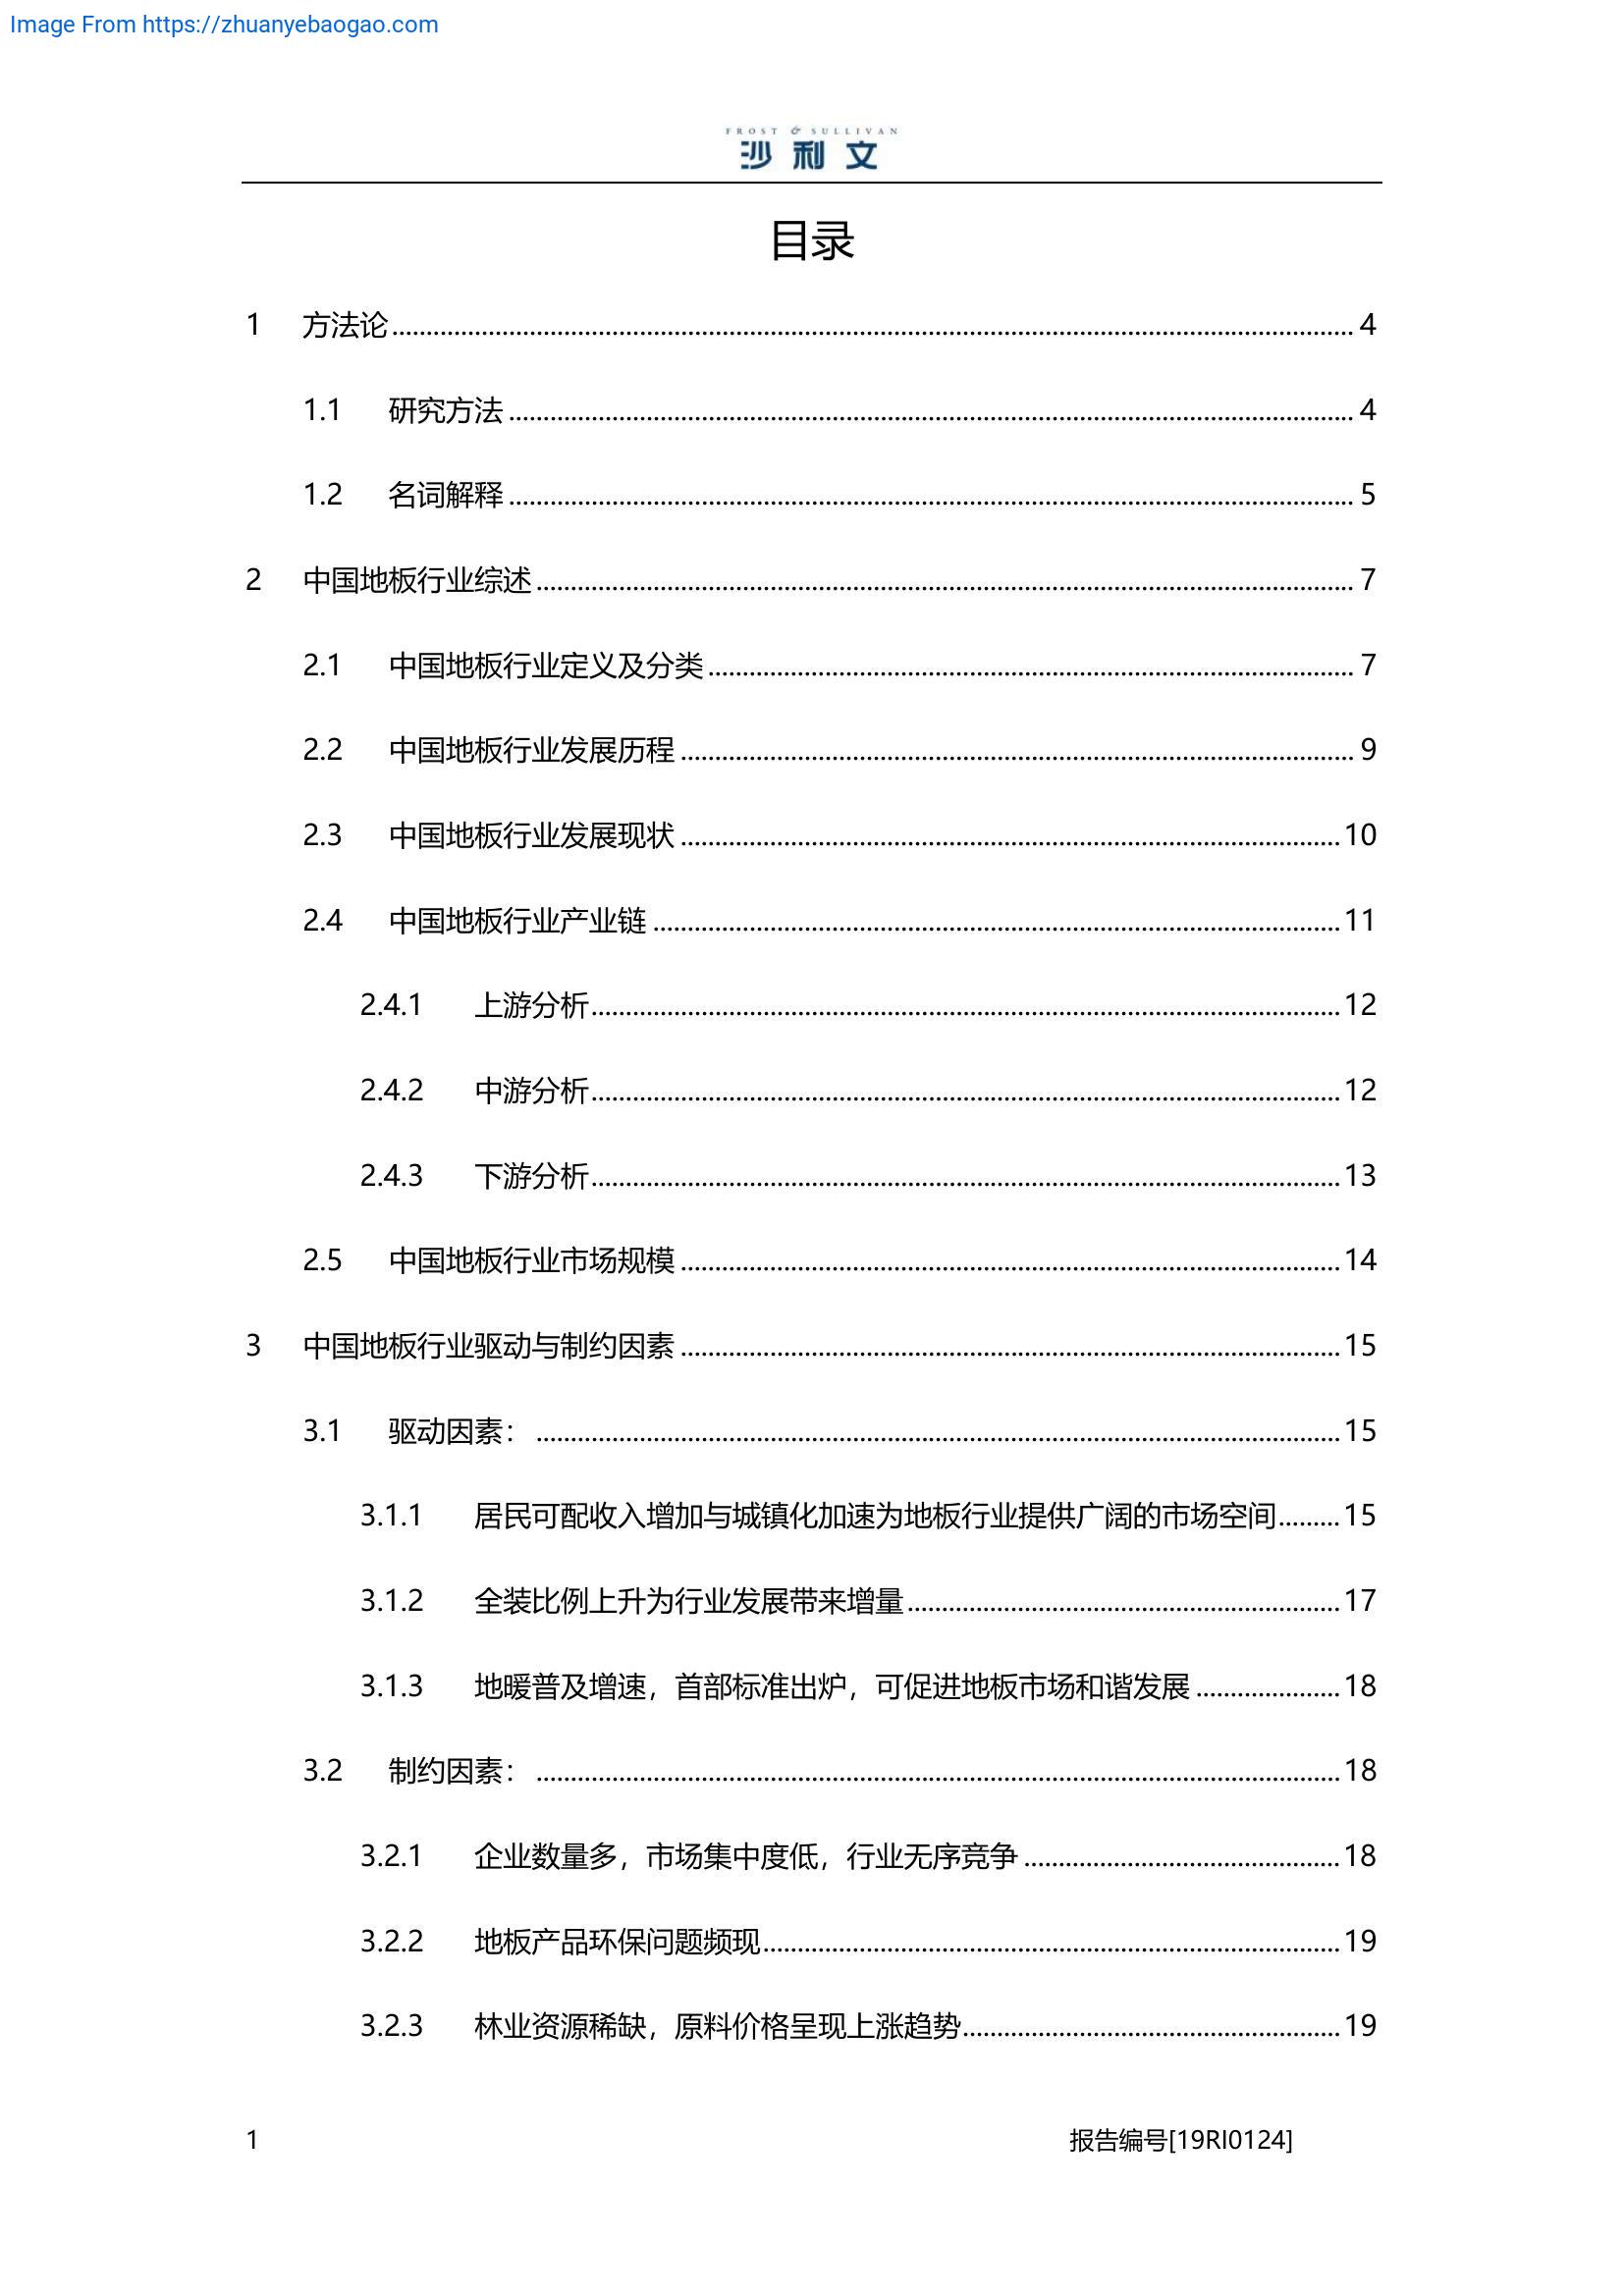 Image From https://zhuanyebaogao.com
FROST & SULLIVAN
沙利文
目录
1 方法论 4
1.1 研究方法 4
1.2 名词解释 5
2 中国地板行业综述 7
2.1 中国地板行业定义及分类 7
2.2 中国地板行业发展历程 9
2.3 中国地板行业发展现状 10
2.4 中国地板行业产业链 11
2.4.1 上游分析 12
2.4.2 中游分析 12
2.4.3 下游分析 13
2.5 中国地板行业市场规模 14
3 中国地板行业驱动与制约因素 15
3.1 驱动因素： 15
3.1.1 居民可配收入增加与城镇化加速为地板行业提供广阔的市场空间 15
3.1.2 全装比例上升为行业发展带来增量 17
3.1.3 地暖普及增速，首部标准出炉，可促进地板市场和谐发展 18
3.2 制约因素： 18
3.2.1 企业数量多，市场集中度低，行业无序竞争 18
3.2.2 地板产品环保问题频现 19
3.2.3 林业资源稀缺，原料价格呈现上涨趋势 19
1 报告编号[19RI0124]